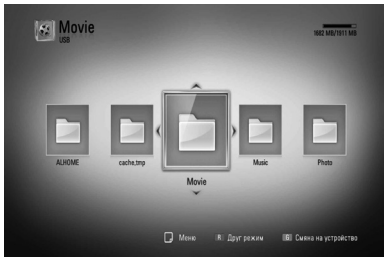 Movie
USB
1682 MB/1911 MB
ALHOME
cache,tmp
Music
Photo
Movie
Меню
R Друг режим
G Смяна на устройство